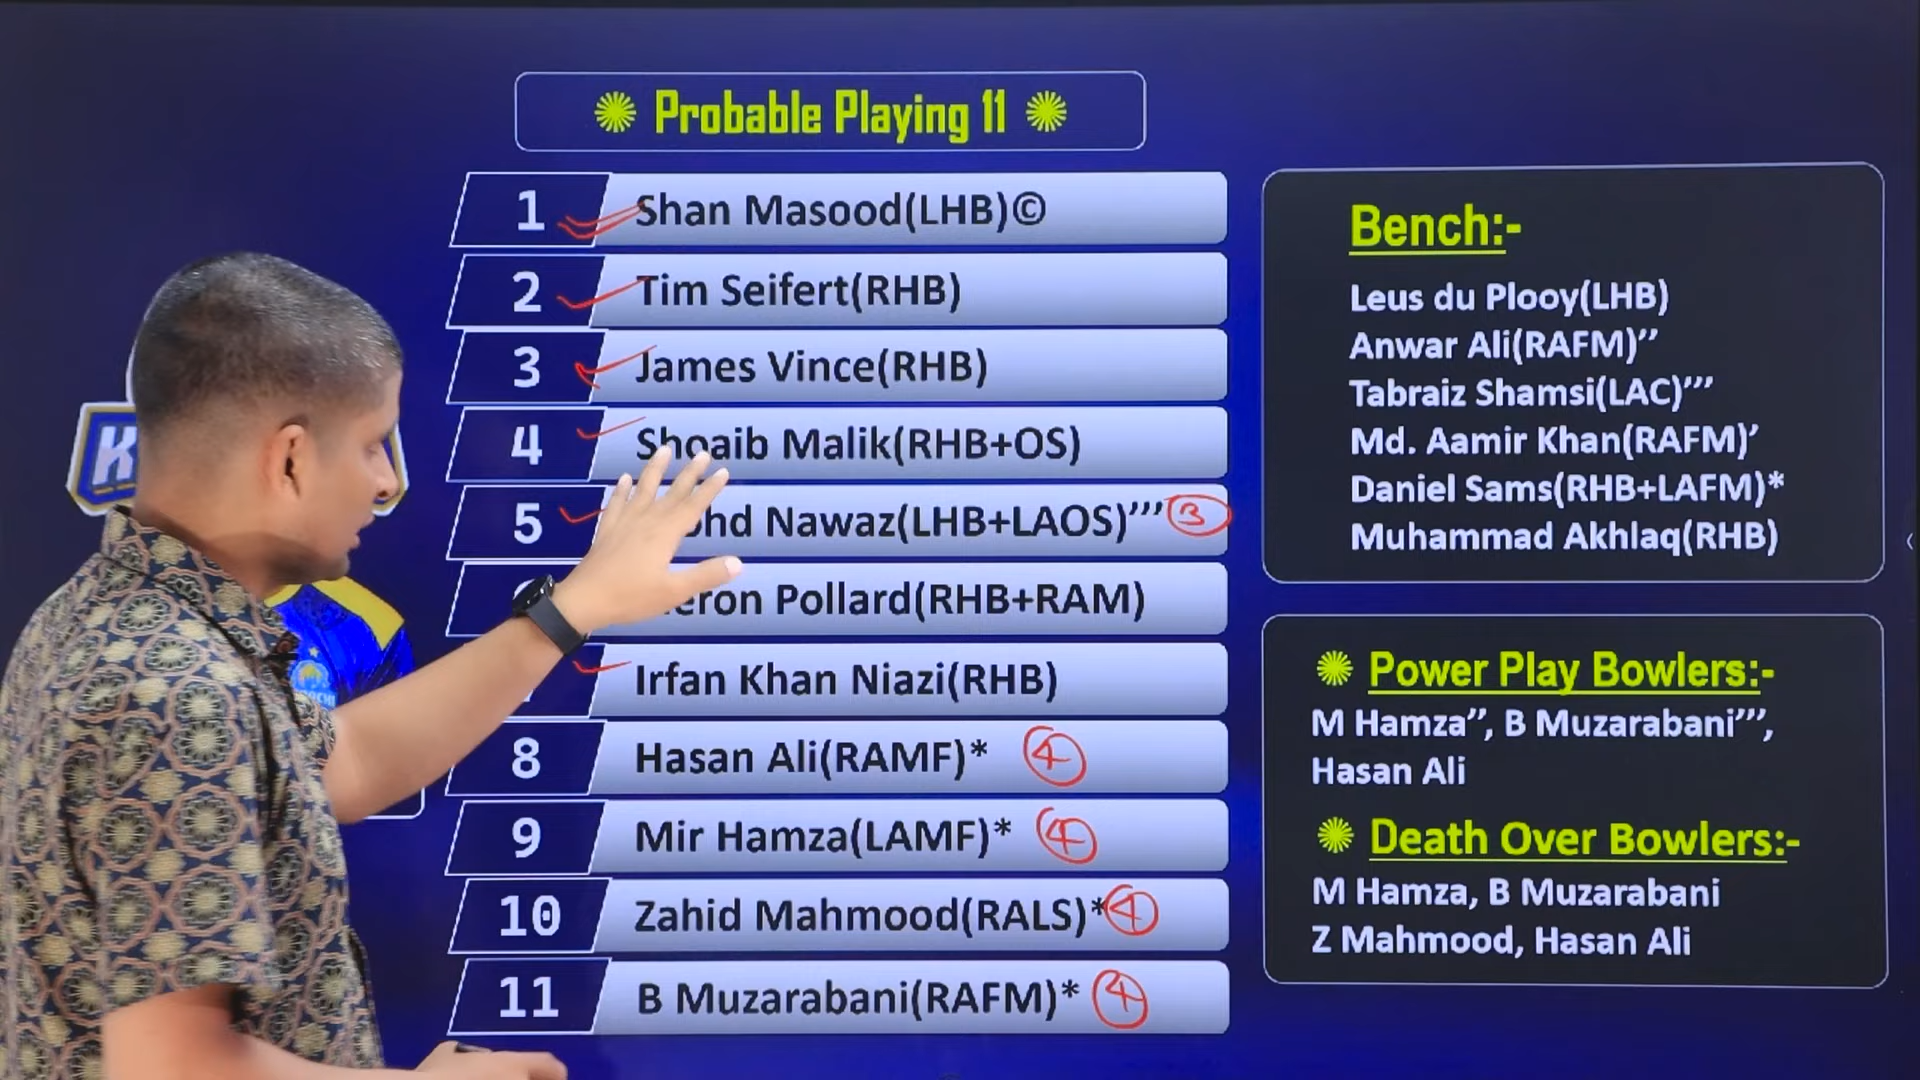 Probable Playing 11
1 Shan Masood(LHB)©
2 Tim Seifert(RHB)
3 James Vince(RHB)
4 Shoaib Malik(RHB+OS)
5 Nawaz(LHB+LAOS)''' 3
Pollard(RHB+RAM)
Irfan Khan Niazi(RHB)
8 Hasan Ali(RAMF)* 4
9 Mir Hamza(LAMF)* 4
10 Zahid Mahmood(RALS)* 4
11 B Muzarabani(RAFM)* 4
Bench:-
Leus du Plooy(LHB)
Anwar Ali(RAFM)''
Tabraiz Shamsi(LAC)'''
Md. Aamir Khan(RAFM)'
Daniel Sams(RHB+LAFM)*
Muhammad Akhlaq(RHB)
Power Play Bowlers:-
M Hamza'', B Muzarabani''',
Hasan Ali
Death Over Bowlers:-
M Hamza, B Muzarabani
Z Mahmood, Hasan Ali